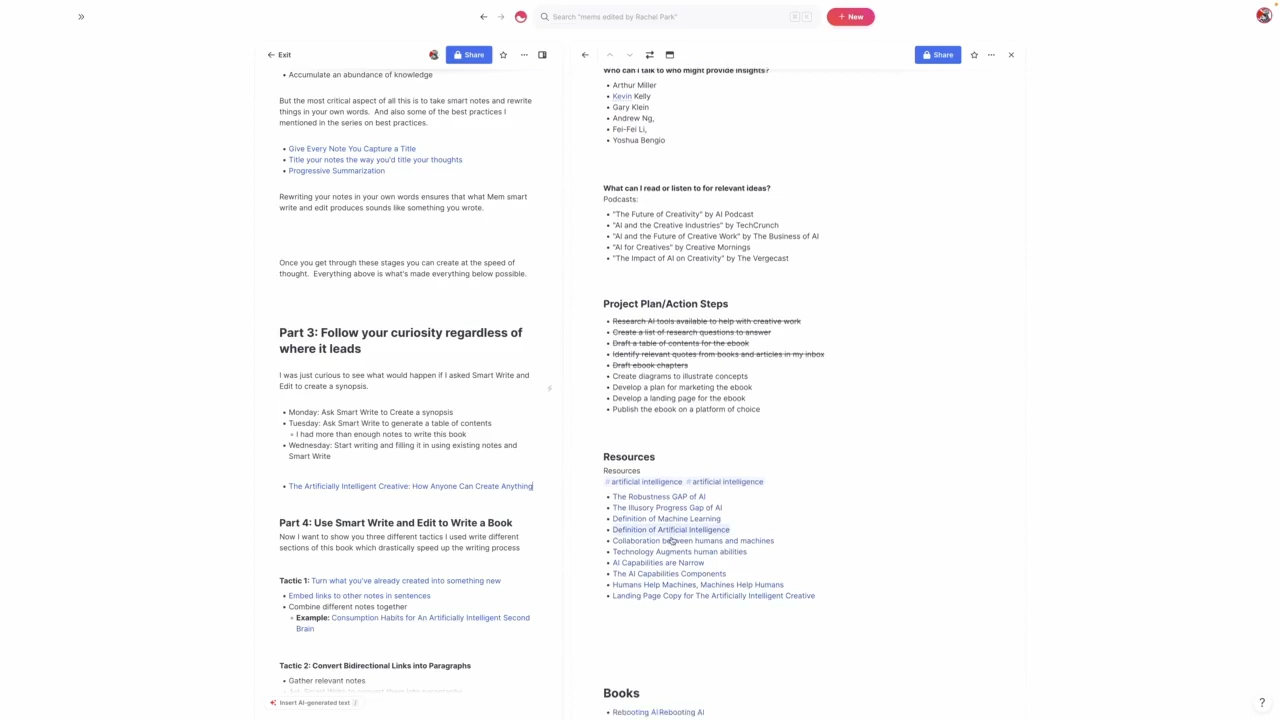 Search "mems edited by Rachel Park"
⌘ K
+ New
Exit
Share
Share
• Accumulate an abundance of knowledge
But the most critical aspect of all this is to take smart notes and rewrite
things in your own words. And also some of the best practices I
mentioned in the series on best practices.
• Give Every Note You Capture a Title
• Title your notes the way you'd title your thoughts
• Progressive Summarization
Rewriting your notes in your own words ensures that what Mem smart
write and edit produces sounds like something you wrote.
Once you get through these stages you can create at the speed of
thought. Everything above is what's made everything below possible.
Part 3: Follow your curiosity regardless of
where it leads
I was just curious to see what would happen if I asked Smart Write and
Edit to create a synopsis.
• Monday: Ask Smart Write to Create a synopsis
• Tuesday: Ask Smart Write to generate a table of contents
◦ I had more than enough notes to write this book
• Wednesday: Start writing and filling it in using existing notes and
Smart Write
• The Artificially Intelligent Creative: How Anyone Can Create Anything
Part 4: Use Smart Write and Edit to Write a Book
Now I want to show you three different tactics I used write different
sections of this book which drastically speed up the writing process
Tactic 1: Turn what you've already created into something new
• Embed links to other notes in sentences
• Combine different notes together
◦ Example: Consumption Habits for An Artificially Intelligent Second
Brain
Tactic 2: Convert Bidirectional Links into Paragraphs
• Gather relevant notes
Insert AI-generated text
Who can I talk to who might provide insights?
• Arthur Miller
• Kevin Kelly
• Gary Klein
• Andrew Ng,
• Fei-Fei Li,
• Yoshua Bengio
What can I read or listen to for relevant ideas?
Podcasts:
• "The Future of Creativity" by AI Podcast
• "AI and the Creative Industries" by TechCrunch
• "AI and the Future of Creative Work" by The Business of AI
• "AI for Creatives" by Creative Mornings
• "The Impact of AI on Creativity" by The Vergecast
Project Plan/Action Steps
• Research AI tools available to help with creative work
• Create a list of research questions to answer
• Draft a table of contents for the ebook
• Identify relevant quotes from books and articles in my inbox
• Draft ebook chapters
• Create diagrams to illustrate concepts
• Develop a plan for marketing the ebook
• Develop a landing page for the ebook
• Publish the ebook on a platform of choice
Resources
Resources
# artificial intelligence # artificial intelligence
• The Robustness GAP of AI
• The Illusory Progress Gap of AI
• Definition of Machine Learning
• Definition of Artificial Intelligence
• Collaboration between humans and machines
• Technology Augments human abilities
• AI Capabilities are Narrow
• The AI Capabilities Components
• Humans Help Machines, Machines Help Humans
• Landing Page Copy for The Artificially Intelligent Creative
Books
• Rebooting AI Rebooting AI
?